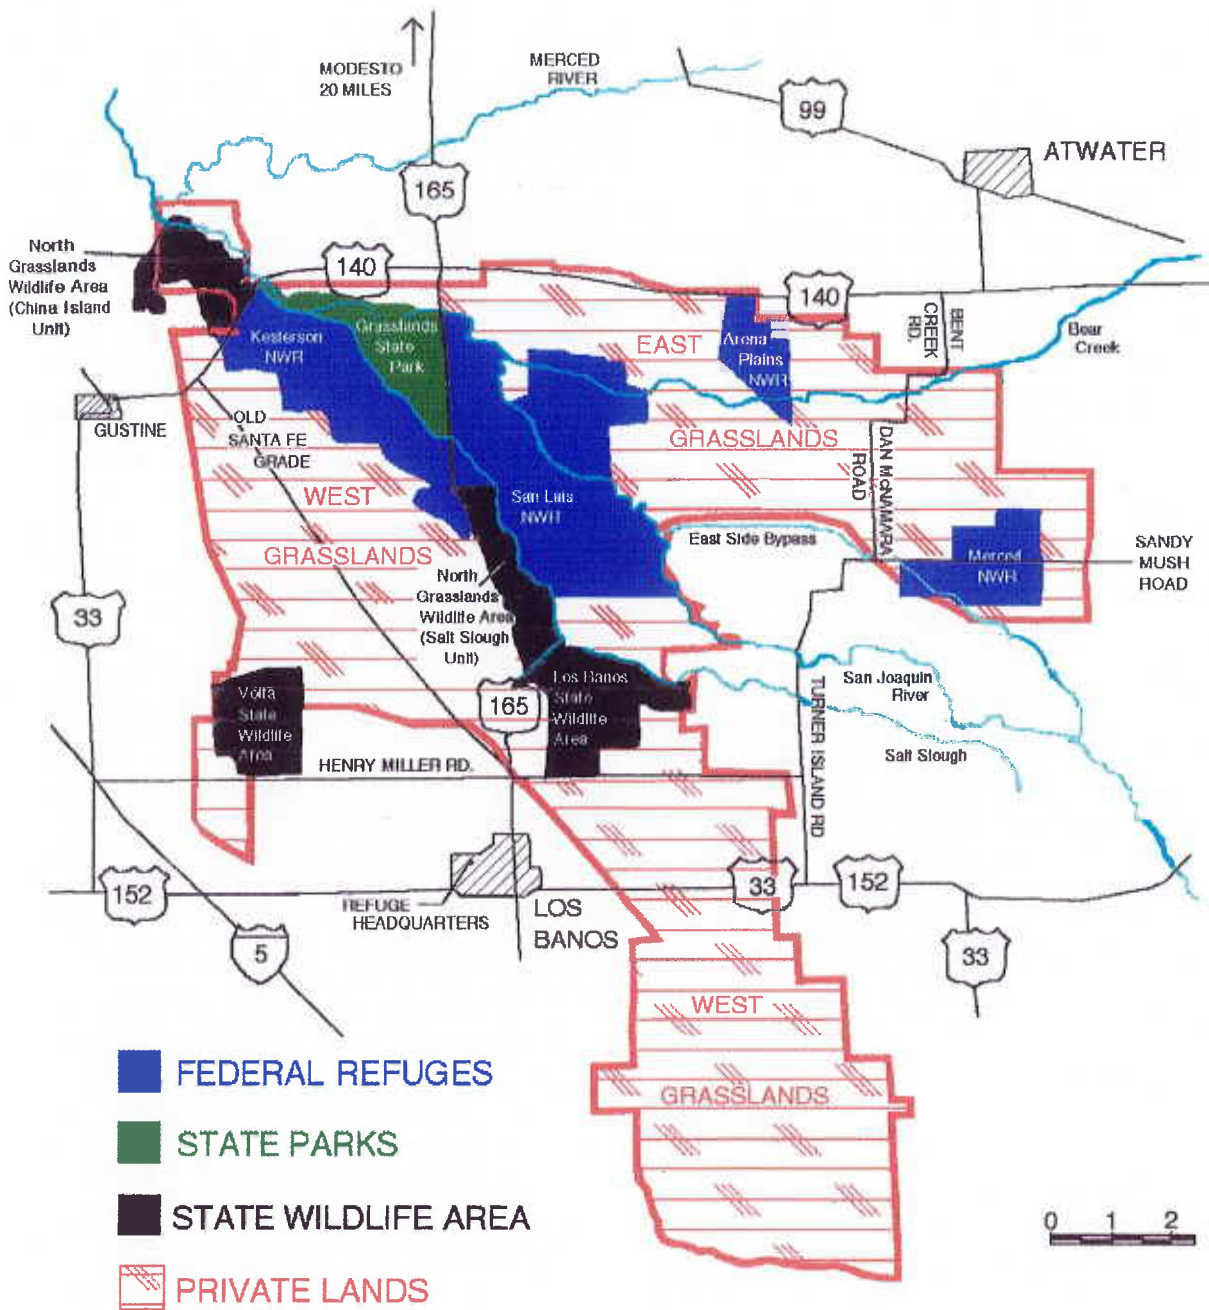 MODESTO
20 MILES
MERCED
RIVER
99
ATWATER
165
North
Grasslands
Wildlife Area
(China Island
Unit)
140
140
BENT
CREEK
RD.
Bear
Creek
Kesterson
NWR
Grasslands
State
Park
EAST
GRASSLANDS
Arena
Plains
NWR
GUSTINE
OLD
SANTA FE
GRADE
WEST
GRASSLANDS
San Luis
NWR
DAN McNAMARA
ROAD
East Side Bypass
Merced
NWR
SANDY
MUSH
ROAD
33
North
Grasslands
Wildlife Area
(Salt Slough
Unit)
Volta
State
Wildlife
Area
165
Los Banos
State
Wildlife
Area
San Joaquin
River
Salt Slough
TURNER ISLAND RD
HENRY MILLER RD.
152
REFUGE
HEADQUARTERS
LOS
BANOS
33
152
5
33
WEST
GRASSLANDS
FEDERAL REFUGES
STATE PARKS
STATE WILDLIFE AREA
PRIVATE LANDS
0 1 2